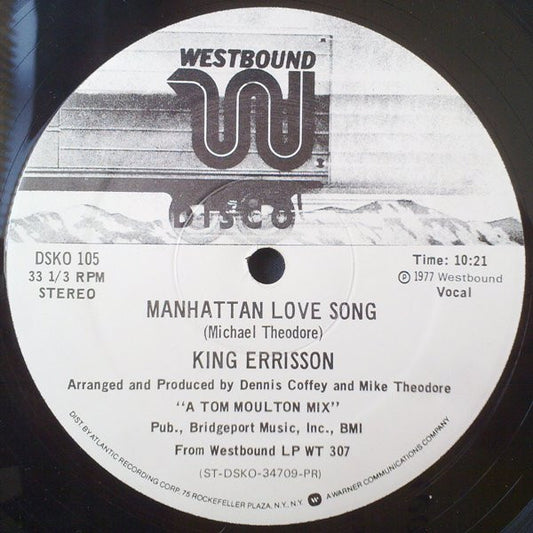 WESTBOUND
DISCO
DSKO 105
33 1/3 RPM
STEREO
Time: 10:21
Ⓟ 1977 Westbound
Vocal
MANHATTAN LOVE SONG
(Michael Theodore)
KING ERRISSON
Arranged and Produced by Dennis Coffey and Mike Theodore
"A TOM MOULTON MIX"
Pub., Bridgeport Music, Inc., BMI
From Westbound LP WT 307
(ST-DSKO-34709-PR)
DIST. BY ATLANTIC RECORDING CORP. 75 ROCKEFELLER PLAZA, N.Y., N.Y. A WARNER COMMUNICATIONS COMPANY